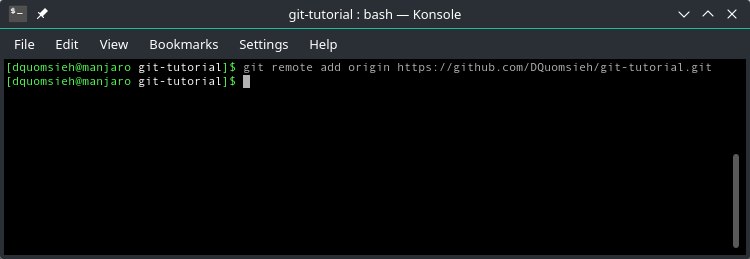 git-tutorial : bash — Konsole
File Edit View Bookmarks Settings Help
[dquomsieh@manjaro git-tutorial]$ git remote add origin https://github.com/DQuomsieh/git-tutorial.git
[dquomsieh@manjaro git-tutorial]$